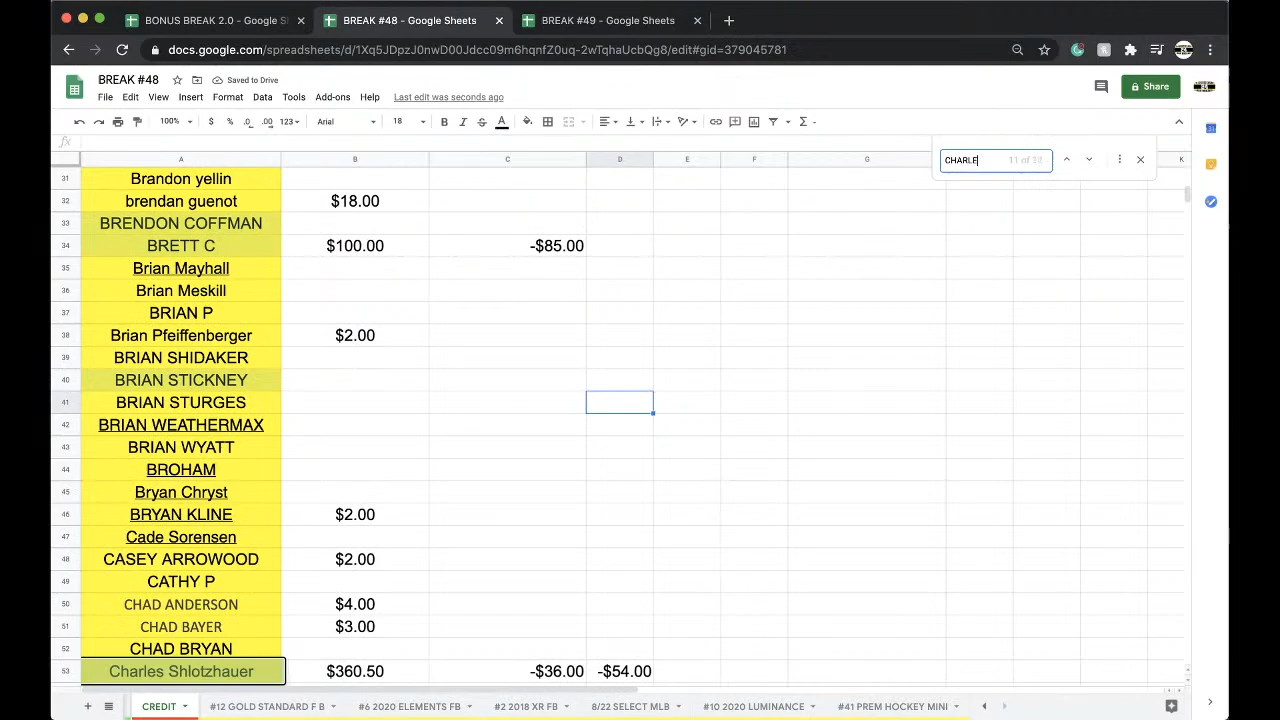 BONUS BREAK 2.0 - Google S
BREAK #48 - Google Sheets
BREAK #49 - Google Sheets
docs.google.com/spreadsheets/d/1Xq5JDpzJ0nwD00Jdcc09m6hqnfZ0uq-2wTqhaUcbQg8/edit#gid=379045781
BREAK #48
Saved to Drive
File Edit View Insert Format Data Tools Add-ons Help Last edit was seconds ago
Share
100% $ % .0 .00 123 Arial 18 B I S A
fx
CHARLE 11 of
A B C D E F G K
31 Brandon yellin
32 brendan guenot $18.00
33 BRENDON COFFMAN
34 BRETT C $100.00 -$85.00
35 Brian Mayhall
36 Brian Meskill
37 BRIAN P
38 Brian Pfeiffenberger $2.00
39 BRIAN SHIDAKER
40 BRIAN STICKNEY
41 BRIAN STURGES
42 BRIAN WEATHERMAX
43 BRIAN WYATT
44 BROHAM
45 Bryan Chryst
46 BRYAN KLINE $2.00
47 Cade Sorensen
48 CASEY ARROWOOD $2.00
49 CATHY P
50 CHAD ANDERSON $4.00
51 CHAD BAYER $3.00
52 CHAD BRYAN
53 Charles Shlotzhauer $360.50 -$36.00 -$54.00
CREDIT #12 GOLD STANDARD F B #6 2020 ELEMENTS FB #2 2018 XR FB 8/22 SELECT MLB #10 2020 LUMINANCE #41 PREM HOCKEY MINI